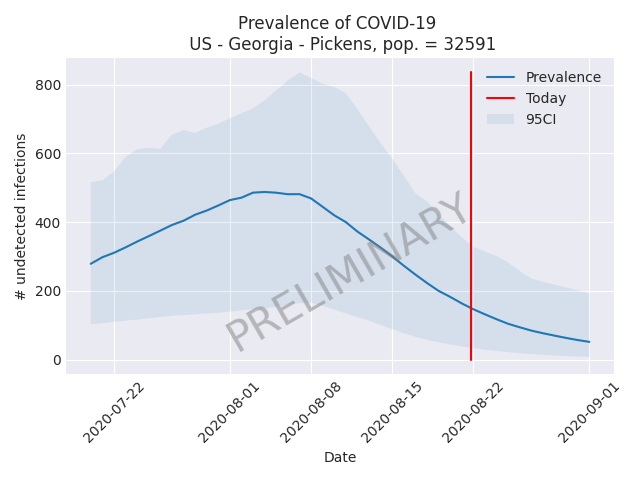 Prevalence of COVID-19
US - Georgia - Pickens, pop. = 32591
800
600
400
200
0
# undetected infections
Prevalence
Today
95CI
PRELIMINARY
2020-07-22
2020-08-01
2020-08-08
2020-08-15
2020-08-22
2020-09-01
Date